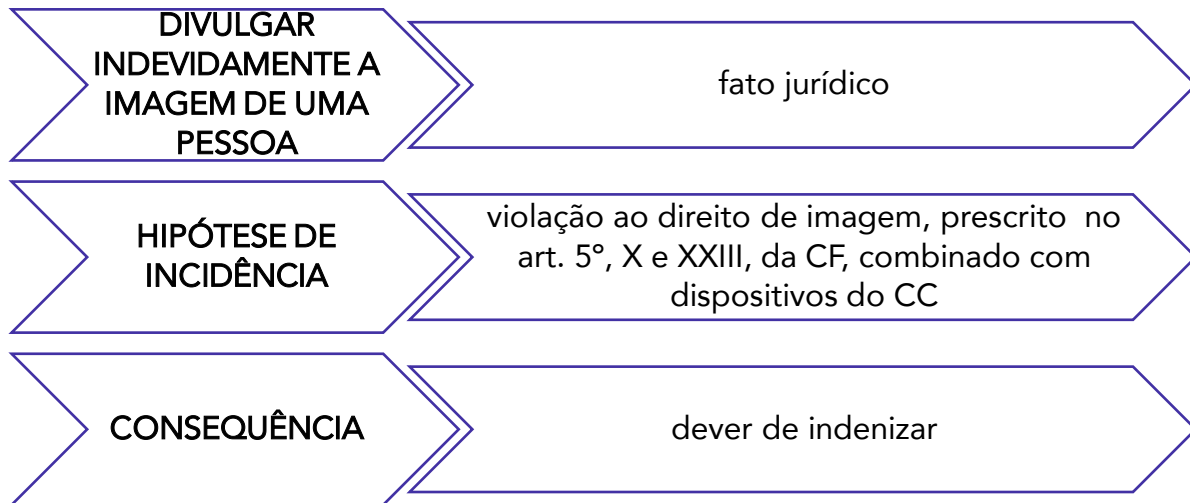 DIVULGAR
INDEVIDAMENTE A
IMAGEM DE UMA
PESSOA
fato jurídico
HIPÓTESE DE
INCIDÊNCIA
violação ao direito de imagem, prescrito no
art. 5º, X e XXIII, da CF, combinado com
dispositivos do CC
CONSEQUÊNCIA
dever de indenizar